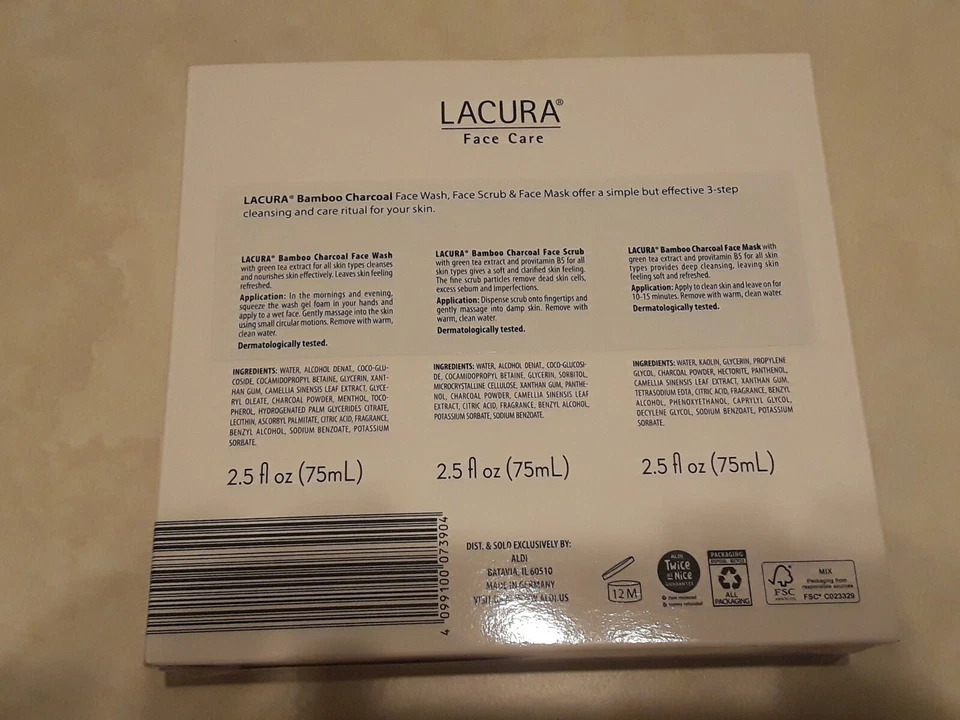 LACURA®
Face Care
LACURA® Bamboo Charcoal Face Wash, Face Scrub & Face Mask offer a simple but effective 3-step
cleansing and care ritual for your skin.
LACURA® Bamboo Charcoal Face Wash
with green tea extract for all skin types cleanses
and nourishes skin effectively. Leaves skin feeling
refreshed.
Application: In the mornings and evening,
squeeze the wash gel foam in your hands and
apply to a wet face. Gently massage into the skin
using small circular motions. Remove with warm,
clean water.
Dermatologically tested.
INGREDIENTS: WATER, ALCOHOL DENAT., COCO-GLU-
COSIDE, COCAMIDOPROPYL BETAINE, GLYCERIN, XANT-
HAN GUM, CAMELLIA SINENSIS LEAF EXTRACT, GLYCE-
RYL OLEATE, CHARCOAL POWDER, MENTHOL, TOCO-
PHEROL, HYDROGENATED PALM GLYCERIDES CITRATE,
LECITHIN, ASCORBYL PALMITATE, CITRIC ACID, FRAGRANCE,
BENZYL ALCOHOL, SODIUM BENZOATE, POTASSIUM
SORBATE.
2.5 fl oz (75mL)
LACURA® Bamboo Charcoal Face Scrub
with green tea extract and provitamin B5 for all
skin types gives a soft and clarified skin feeling.
The fine scrub particles remove dead skin cells,
excess sebum and imperfections.
Application: Dispense scrub onto fingertips and
gently massage into damp skin. Remove with
warm, clean water.
Dermatologically tested.
INGREDIENTS: WATER, ALCOHOL DENAT., COCO-GLUCOSI-
DE, COCAMIDOPROPYL BETAINE, GLYCERIN, SORBITOL,
MICROCRYSTALLINE CELLULOSE, XANTHAN GUM, PANTHE-
NOL, CHARCOAL POWDER, CAMELLIA SINENSIS LEAF
EXTRACT, CITRIC ACID, FRAGRANCE, BENZYL ALCOHOL,
POTASSIUM SORBATE, SODIUM BENZOATE.
2.5 fl oz (75mL)
LACURA® Bamboo Charcoal Face Mask with
green tea extract and provitamin B5 for all skin
types provides deep cleansing, leaving skin
feeling soft and refreshed.
Application: Apply to clean skin and leave on for
10-15 minutes. Remove with warm, clean water.
Dermatologically tested.
INGREDIENTS: WATER, KAOLIN, GLYCERIN, PROPYLENE
GLYCOL, CHARCOAL POWDER, HECTORITE, PANTHENOL,
CAMELLIA SINENSIS LEAF EXTRACT, XANTHAN GUM,
TETRASODIUM EDTA, CITRIC ACID, FRAGRANCE, BENZYL
ALCOHOL, PHENOXYETHANOL, CAPRYLYL GLYCOL,
DECYLENE GLYCOL, SODIUM BENZOATE, POTASSIUM
SORBATE.
2.5 fl oz (75mL)
4 099100 073904
DIST. & SOLD EXCLUSIVELY BY:
ALDI
BATAVIA, IL 60510
MADE IN GERMANY
ALDI.US
12 M
ALDI
Twice
as Nice
GUARANTEE
item replaced
money refunded
PACKAGING
ALL
PACKAGING
FSC
MIX
Packaging from
responsible sources
FSC® C023329